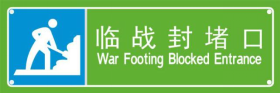 临战封堵口
War Footing Blocked Entrance